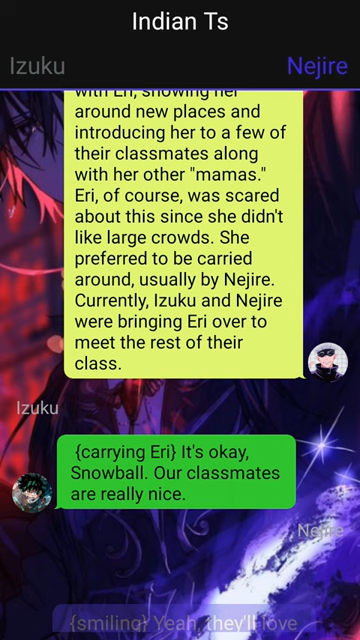 Indian Ts
Izuku
Nejire
with Eri, showing her
around new places and
introducing her to a few of
their classmates along
with her other "mamas."
Eri, of course, was scared
about this since she didn't
like large crowds. She
preferred to be carried
around, usually by Nejire.
Currently, Izuku and Nejire
were bringing Eri over to
meet the rest of their
class.
Izuku
{carrying Eri} It's okay,
Snowball. Our classmates
are really nice.
Nejire
{smiling} Yeah, they'll love